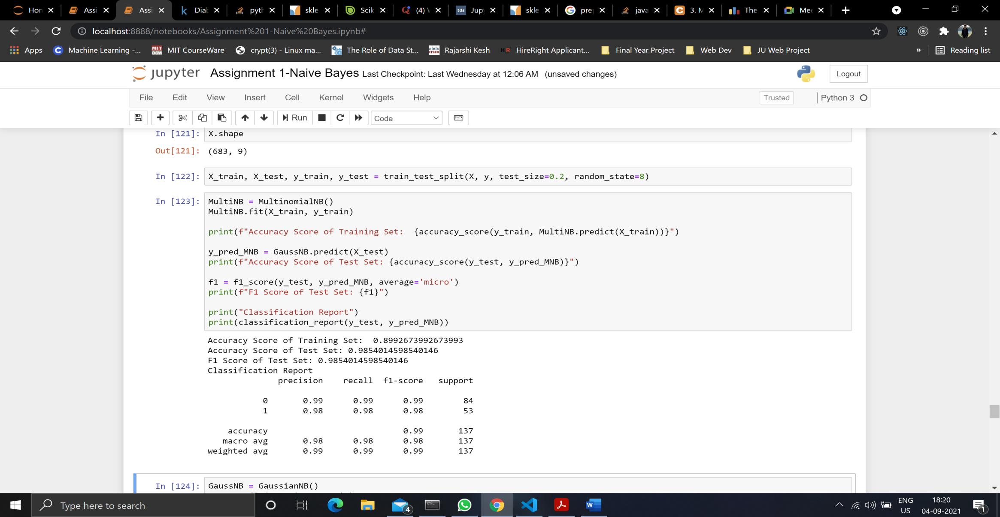 Hon Assi Assi Dial pyth skle Scik (4) \ Jupy skle prep java 3. M The Mee
localhost:8888/notebooks/Assignment%201-Naive%20Bayes.ipynb#
Apps Machine Learning -... MIT CourseWare crypt(3) - Linux ma... The Role of Data St... Rajarshi Kesh HireRight Applicant... Final Year Project Web Dev JU Web Project » Reading list
jupyter Assignment 1-Naive Bayes Last Checkpoint: Last Wednesday at 12:06 AM (unsaved changes) Logout
File Edit View Insert Cell Kernel Widgets Help Trusted Python 3
Run Code
In [121]: X.shape
Out[121]: (683, 9)
In [122]: X_train, X_test, y_train, y_test = train_test_split(X, y, test_size=0.2, random_state=8)
In [123]: MultiNB = MultinomialNB()
MultiNB.fit(X_train, y_train)
print(f"Accuracy Score of Training Set:  {accuracy_score(y_train, MultiNB.predict(X_train))}")
y_pred_MNB = GaussNB.predict(X_test)
print(f"Accuracy Score of Test Set: {accuracy_score(y_test, y_pred_MNB)}")
f1 = f1_score(y_test, y_pred_MNB, average='micro')
print(f"F1 Score of Test Set: {f1}")
print("Classification Report")
print(classification_report(y_test, y_pred_MNB))
Accuracy Score of Training Set:  0.8992673992673993
Accuracy Score of Test Set: 0.9854014598540146
F1 Score of Test Set: 0.9854014598540146
Classification Report
precision recall f1-score support
0 0.99 0.99 0.99 84
1 0.98 0.98 0.98 53
accuracy 0.99 137
macro avg 0.98 0.98 0.98 137
weighted avg 0.99 0.99 0.99 137
In [124]: GaussNB = GaussianNB()
Type here to search 4 ENG 18:20
US 04-09-2021 1